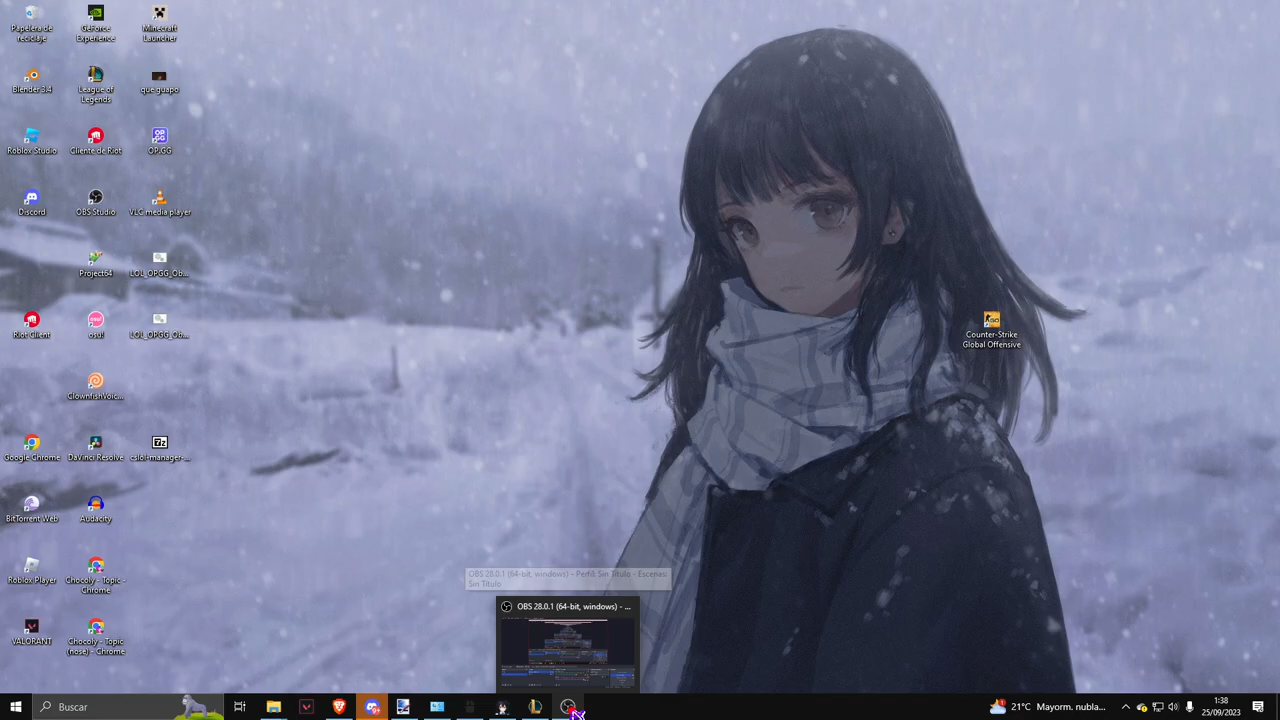 Papelera de
reciclaje
GeForce
Experience
Minecraft
Launcher
Blender 3.4
League of
Legends
que guapo
Roblox Studio
Cliente de Riot
OP.GG
Discord
OBS Studio
VLC media player
Project64
LOL_OPGG_Ob...
Riot Client
osu!
LOL_OPGG_Ob...
ClownfishVoic...
Google Chrome
DaVinci Resolve
cslol-manager-...
BitTorrent Web
Audacity
Roblox Player
Chocoly - Topic -
Chrome
VALORANT
Chocoly - Topic
(nose) - Chrome
Counter-Strike
Global Offensive
OBS 28.0.1 (64-bit, windows) - Perfil: Sin Título - Escenas:
Sin Título
OBS 28.0.1 (64-bit, windows) - ...
Buscar
21°C Mayorm. nubla...
1:38
25/09/2023